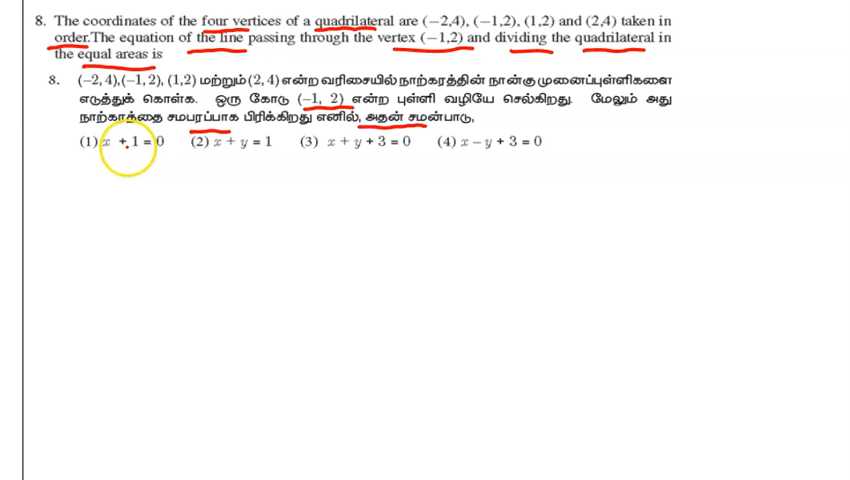 8. The coordinates of the four vertices of a quadrilateral are (−2,4), (−1,2), (1,2) and (2,4) taken in
order.The equation of the line passing through the vertex (−1,2) and dividing the quadrilateral in
the equal areas is
8. (−2, 4),(−1, 2), (1,2) மற்றும் (2, 4) என்ற வரிசையில் நாற்கரத்தின் நான்கு முனைப்புள்ளிகளை
எடுத்துக் கொள்க. ஒரு கோடு (−1, 2) என்ற புள்ளி வழியே செல்கிறது. மேலும் அது
நாற்கரத்தை சமபரப்பாக பிரிக்கிறது எனில், அதன் சமன்பாடு,
(1) x + 1 = 0 (2) x + y = 1 (3) x + y + 3 = 0 (4) x − y + 3 = 0